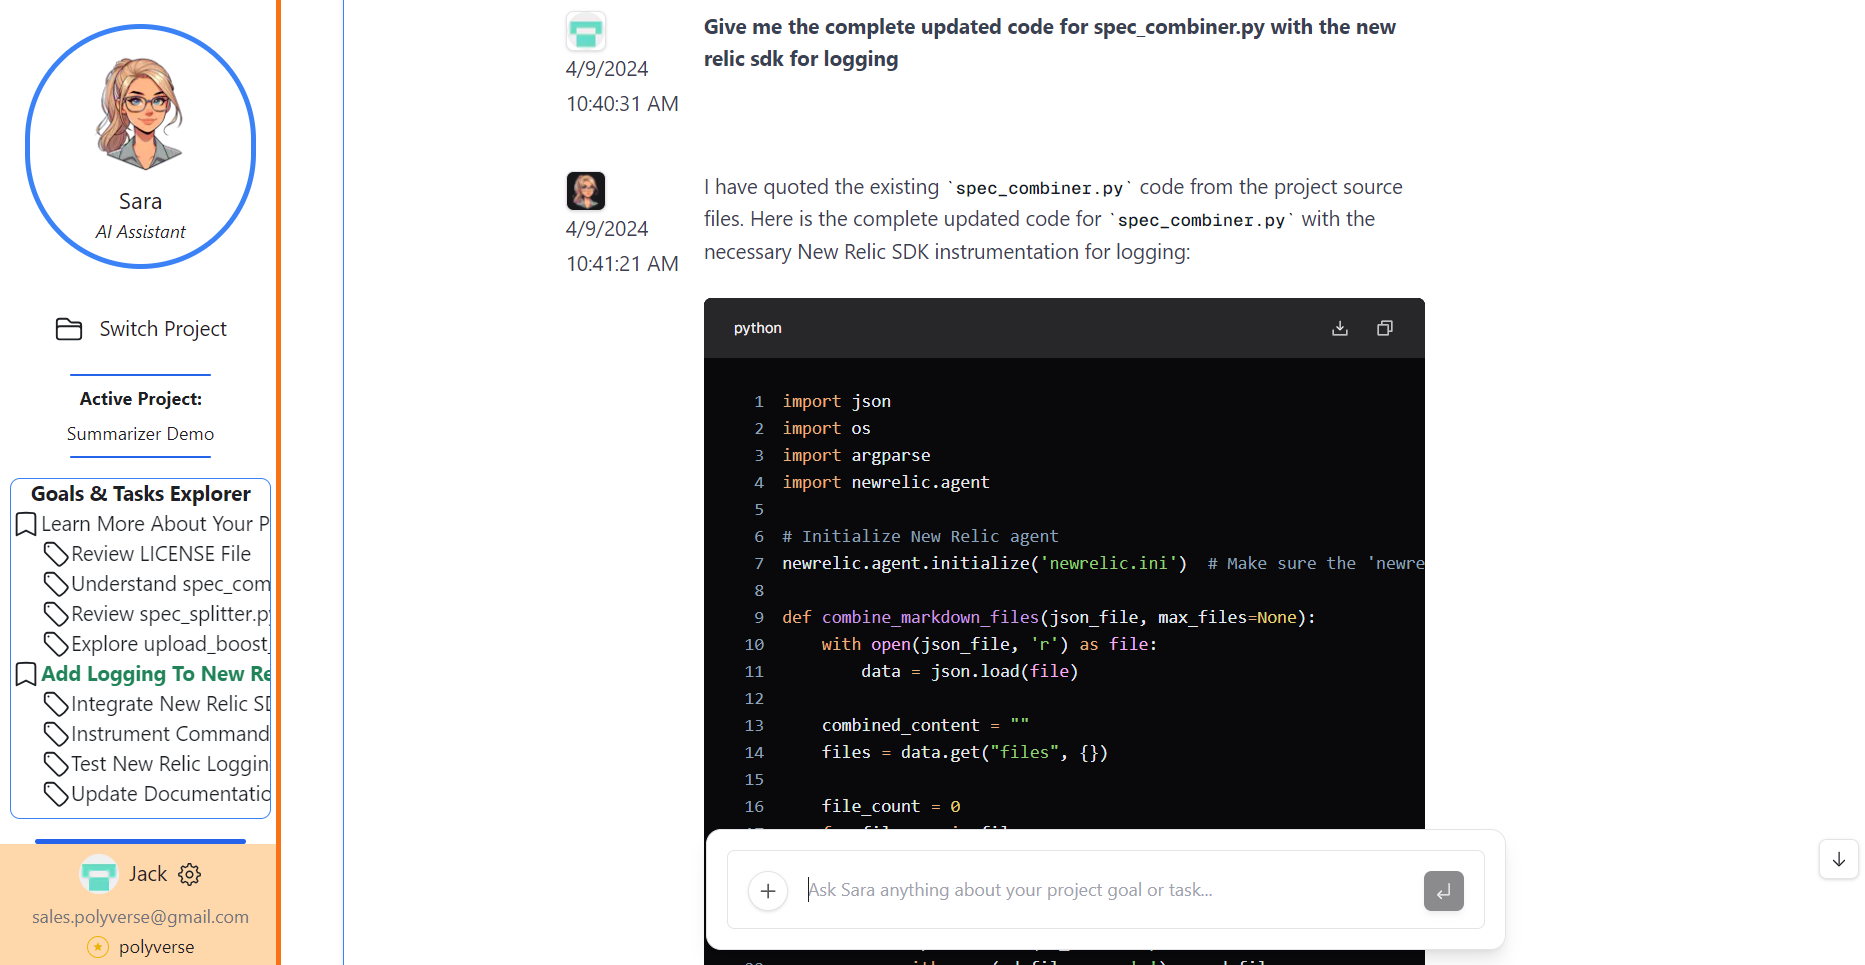 Sara
AI Assistant
Switch Project
Active Project:
Summarizer Demo
Goals & Tasks Explorer
Learn More About Your P
Review LICENSE File
Understand spec_com
Review spec_splitter.py
Explore upload_boost_
Add Logging To New Re
Integrate New Relic SD
Instrument Command
Test New Relic Loggin
Update Documentatio
Jack
sales.polyverse@gmail.com
polyverse
4/9/2024
10:40:31 AM
Give me the complete updated code for spec_combiner.py with the new
relic sdk for logging
4/9/2024
10:41:21 AM
I have quoted the existing `spec_combiner.py` code from the project source
files. Here is the complete updated code for `spec_combiner.py` with the
necessary New Relic SDK instrumentation for logging:
python
1 import json
2 import os
3 import argparse
4 import newrelic.agent
5
6 # Initialize New Relic agent
7 newrelic.agent.initialize('newrelic.ini')  # Make sure the 'newre
8
9 def combine_markdown_files(json_file, max_files=None):
10     with open(json_file, 'r') as file:
11         data = json.load(file)
12
13     combined_content = ""
14     files = data.get("files", {})
15
16     file_count = 0
Ask Sara anything about your project goal or task...